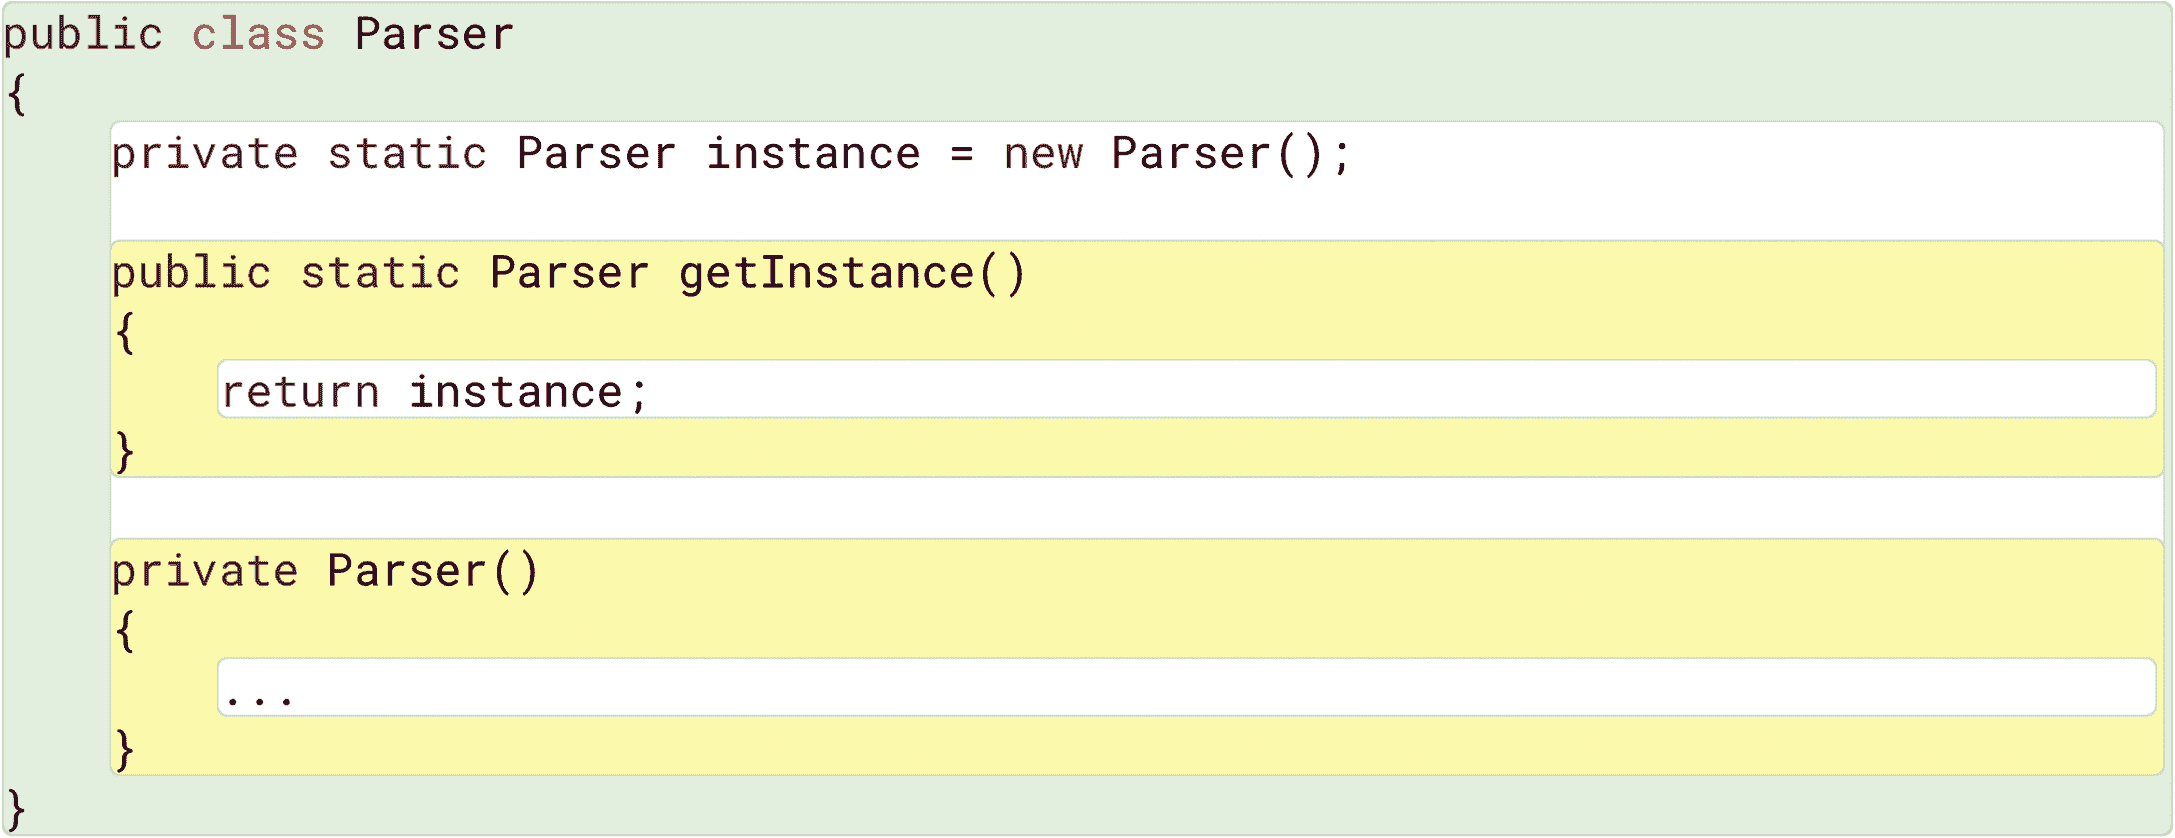 public class Parser
{
private static Parser instance = new Parser();
public static Parser getInstance()
{
return instance;
}
private Parser()
{
...
}
}